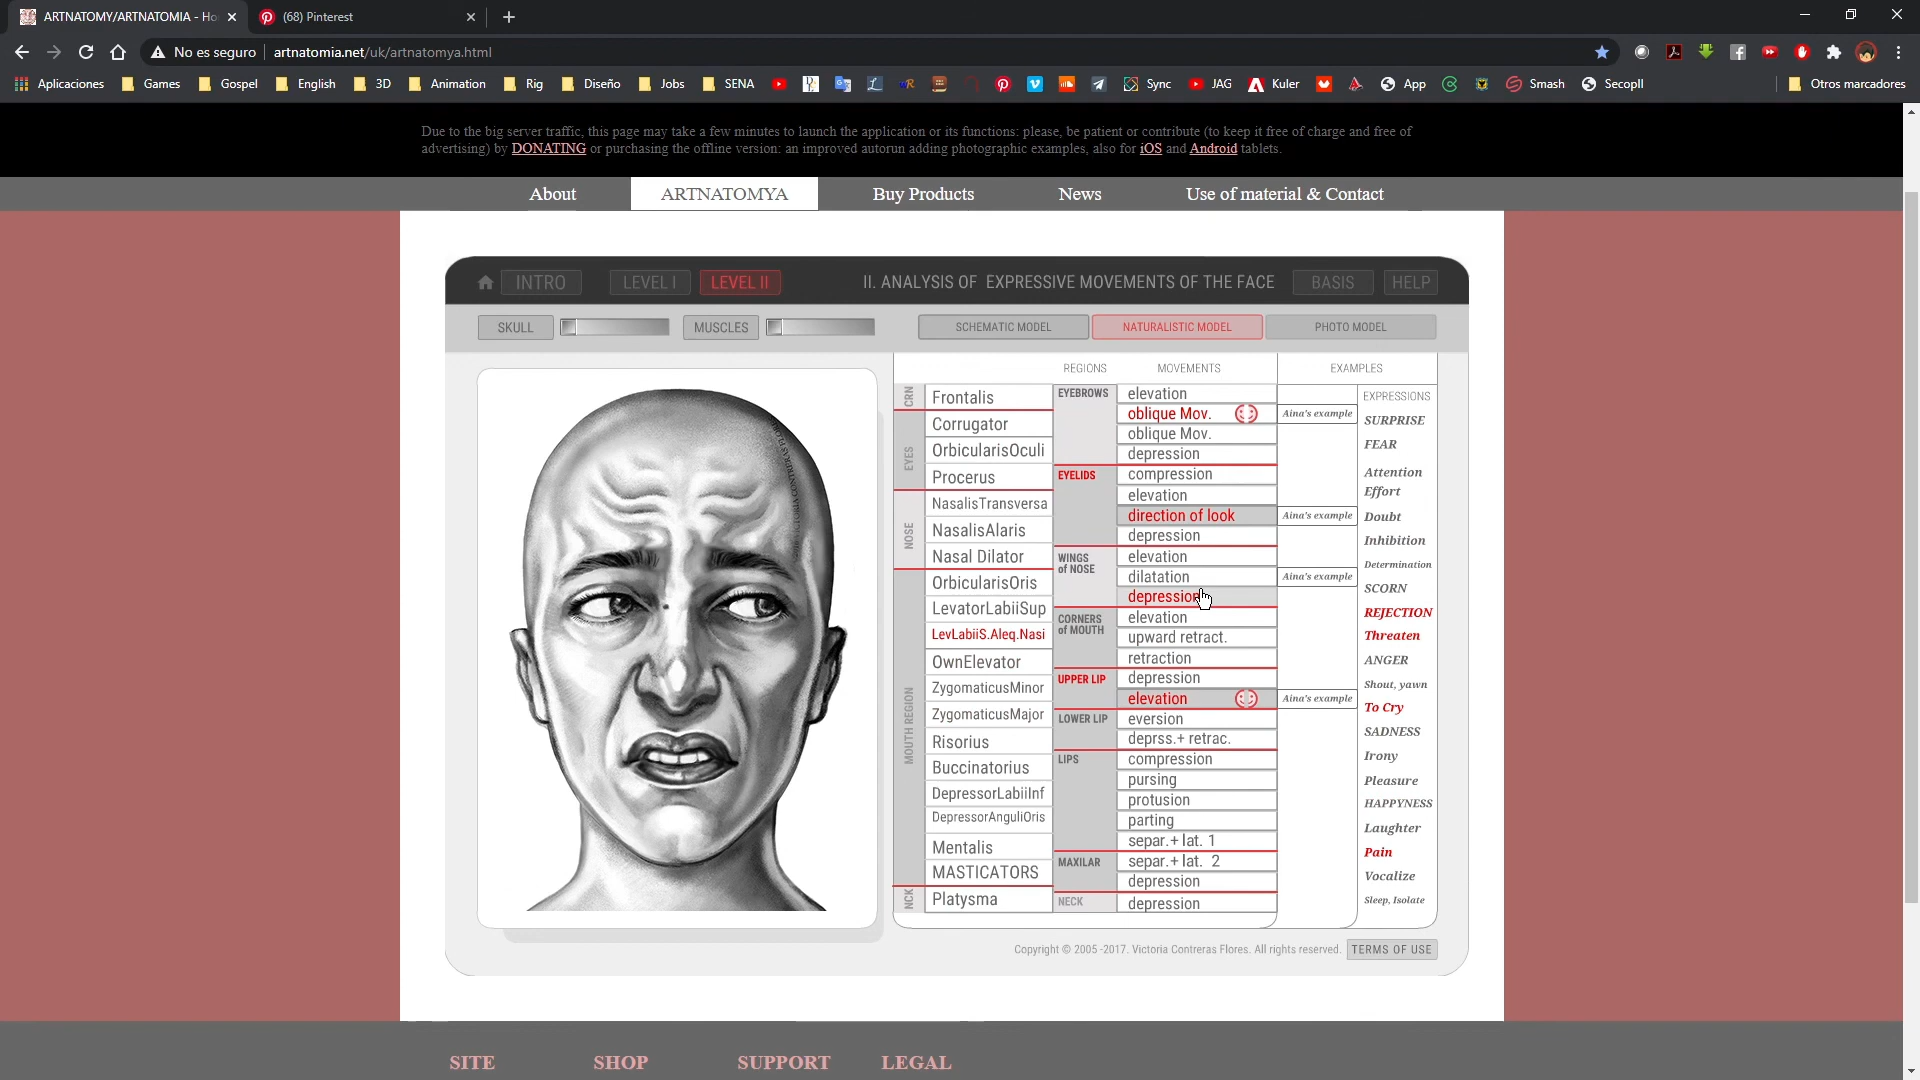 ARTNATOMY/ARTNATOMIA - Ho
(68) Pinterest
No es seguro
artnatomia.net/uk/artnatomya.html
Aplicaciones
Games
Gospel
English
3D
Animation
Rig
Diseño
Jobs
SENA
Sync
JAG
Kuler
App
Smash
Secopll
Otros marcadores
Due to the big server traffic, this page may take a few minutes to launch the application or its functions: please, be patient or contribute (to keep it free of charge and free of
advertising) by DONATING or purchasing the offline version: an improved autorun adding photographic examples, also for iOS and Android tablets.
About
ARTNATOMYA
Buy Products
News
Use of material & Contact
INTRO
LEVEL I
LEVEL II
II. ANALYSIS OF EXPRESSIVE MOVEMENTS OF THE FACE
BASIS
HELP
SKULL
MUSCLES
SCHEMATIC MODEL
NATURALISTIC MODEL
PHOTO MODEL
REGIONS
MOVEMENTS
EXAMPLES
CRN
EYES
NOSE
MOUTH REGION
NCK
Frontalis
Corrugator
OrbicularisOculi
Procerus
NasalisTransversa
NasalisAlaris
Nasal Dilator
OrbicularisOris
LevatorLabiiSup
LevLabiiS.Aleq.Nasi
OwnElevator
ZygomaticusMinor
ZygomaticusMajor
Risorius
Buccinatorius
DepressorLabiiInf
DepressorAnguliOris
Mentalis
MASTICATORS
Platysma
EYEBROWS
elevation
oblique Mov.
oblique Mov.
depression
EYELIDS
compression
elevation
direction of look
depression
WINGS
of NOSE
elevation
dilatation
depression
CORNERS
of MOUTH
elevation
upward retract.
retraction
depression
UPPER LIP
elevation
LOWER LIP
eversion
deprss.+ retrac.
LIPS
compression
pursing
protusion
parting
separ.+ lat. 1
MAXILAR
separ.+ lat. 2
depression
NECK
depression
Aina's example
Aina's example
Aina's example
Aina's example
EXPRESSIONS
SURPRISE
FEAR
Attention
Effort
Doubt
Inhibition
Determination
SCORN
REJECTION
Threaten
ANGER
Shout, yawn
To Cry
SADNESS
Irony
Pleasure
HAPPYNESS
Laughter
Pain
Vocalize
Sleep, Isolate
Copyright © 2005 -2017. Victoria Contreras Flores. All rights reserved.
TERMS OF USE
SITE
SHOP
SUPPORT
LEGAL